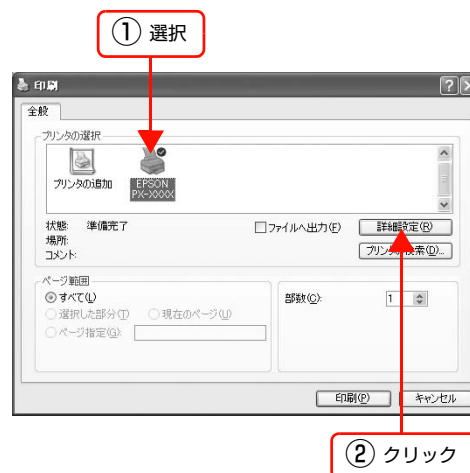 ① 選択
印刷
全般
プリンタの選択
プリンタの追加
EPSON
PX-XXXX
状態: 準備完了
場所:
コメント:
ファイルへ出力(F)
詳細設定(R)
プリンタの検索(D)...
ページ範囲
すべて(L)
選択した部分(T) 現在のページ(U)
ページ指定(G):
部数(C): 1
印刷(P) キャンセル
② クリック